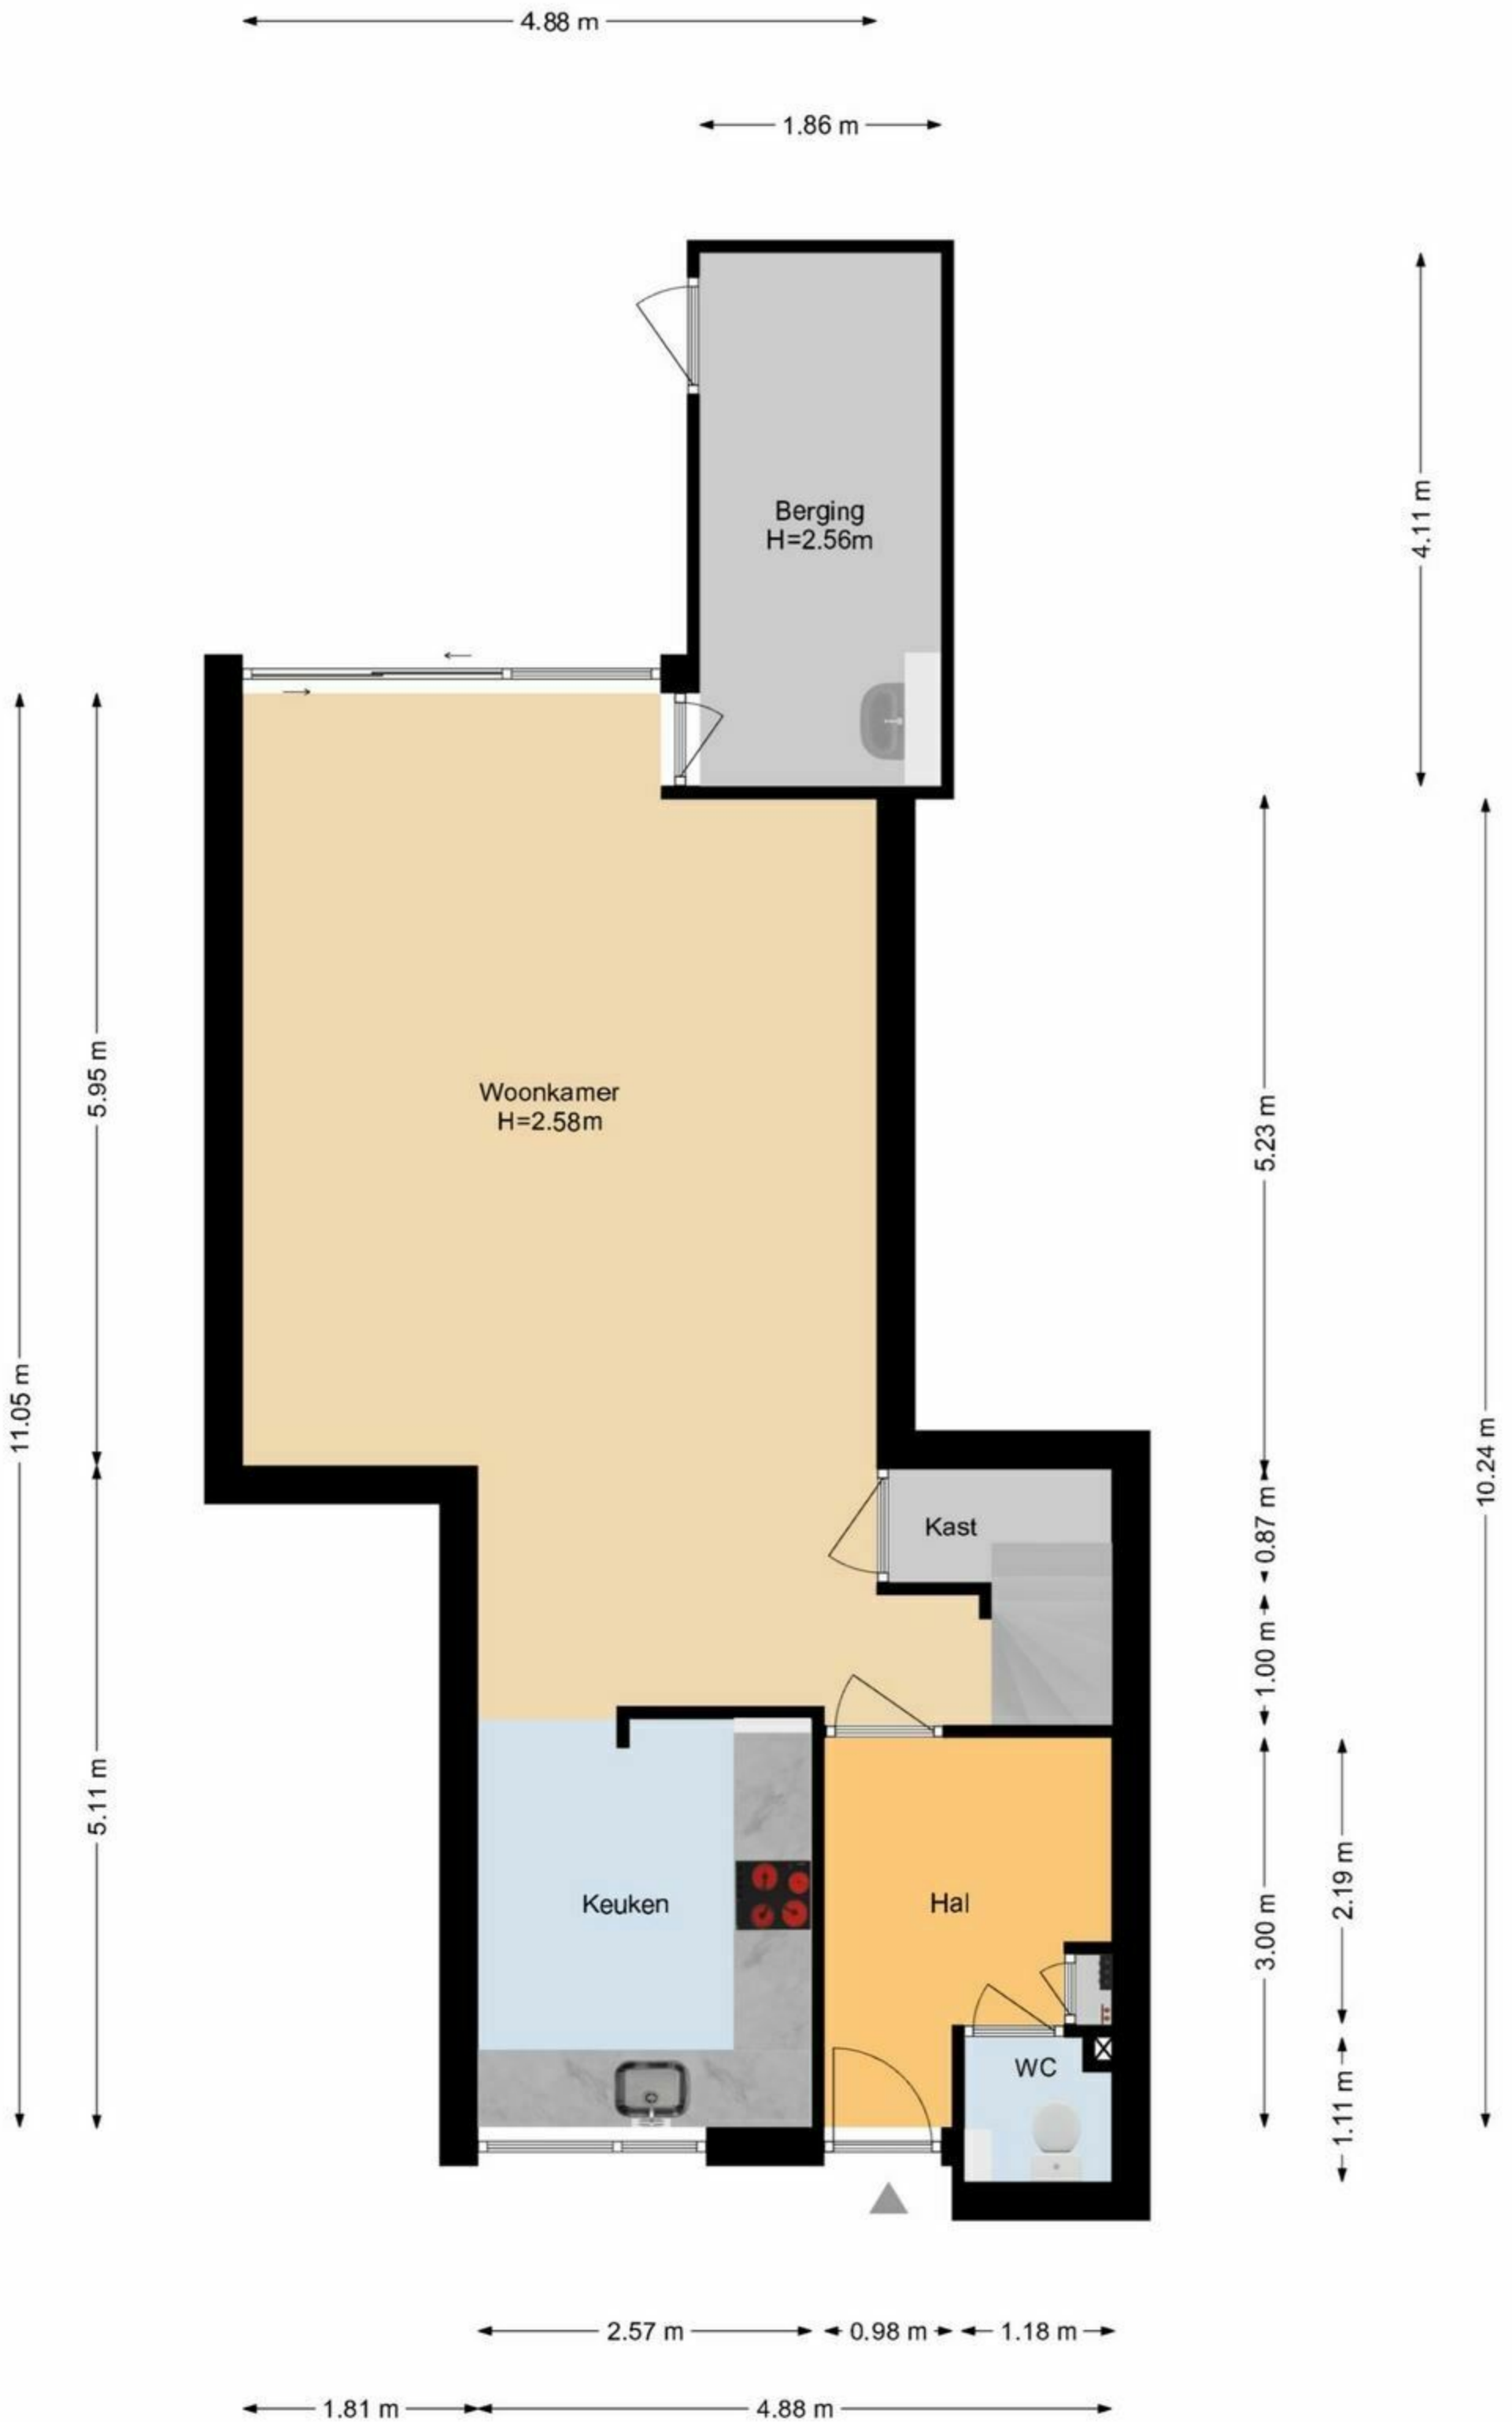 4.88 m
1.86 m
Berging
H=2.56m
4.11 m
Woonkamer
H=2.58m
5.95 m
5.23 m
11.05 m
10.24 m
Kast
0.87 m
1.00 m
5.11 m
Keuken
Hal
3.00 m
2.19 m
WC
1.11 m
2.57 m
0.98 m
1.18 m
1.81 m
4.88 m